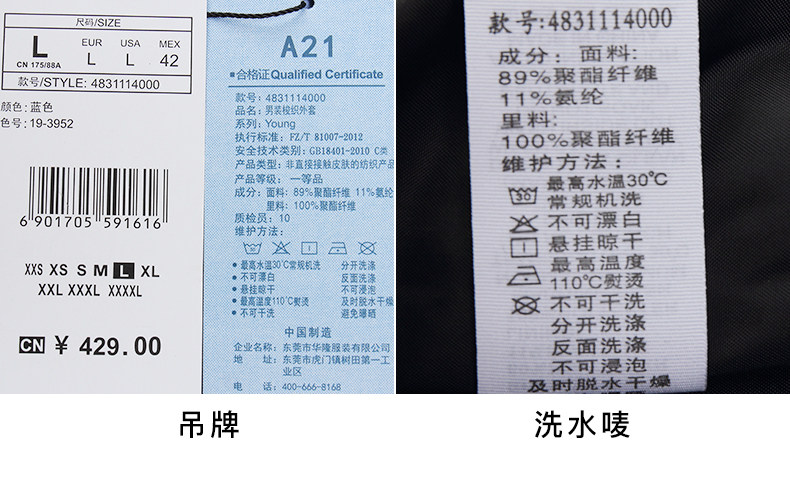 尺码/SIZE
L
CN 175/88A
EUR
L
USA
L
MEX
42
款号/STYLE: 4831114000
颜色: 蓝色
色号: 19-3952
6 901705 591616
XXS XS S M L XL
XXL XXXL XXXXL
CN ¥ 429.00
A21
合格证Qualified Certificate
款号: 4831114000
品名: 男装梭织外套
系列: Young
执行标准: FZ/T 81007-2012
安全技术类别: GB18401-2010 C类
产品类型: 非直接接触皮肤的纺织产品
产品等级: 一等品
成分: 面料: 89%聚酯纤维 11%氨纶
里料: 100%聚酯纤维
质检员: 10
维护方法:
最高水温30℃常规机洗 分开洗涤
不可漂白 反面洗涤
悬挂晾干 不可浸泡
最高温度110℃熨烫 及时脱水干燥
不可干洗 避免曝晒
中国制造
企业名称: 东莞市华隆服装有限公司
地 址: 东莞市虎门镇树田第一工
业区
电 话: 400-666-8168
款号:4831114000
成分: 面料:
89%聚酯纤维
11%氨纶
里料:
100%聚酯纤维
维护方法:
30
最高水温30℃
常规机洗
不可漂白
悬挂晾干
最高温度
110℃熨烫
不可干洗
分开洗涤
反面洗涤
不可浸泡
及时脱水干燥
吊牌
洗水唛